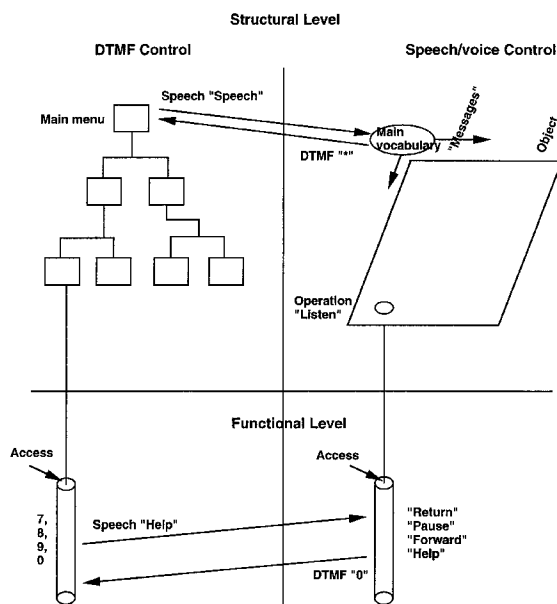 Structural Level
DTMF Control
Speech/voice Control
Speech "Speech"
Main menu
Main
vocabulary
"Messages"
Object
DTMF "*"
Operation
"Listen"
Functional Level
Access
Access
7,
8,
9,
0
Speech "Help"
"Return"
"Pause"
"Forward"
"Help"
DTMF "0"